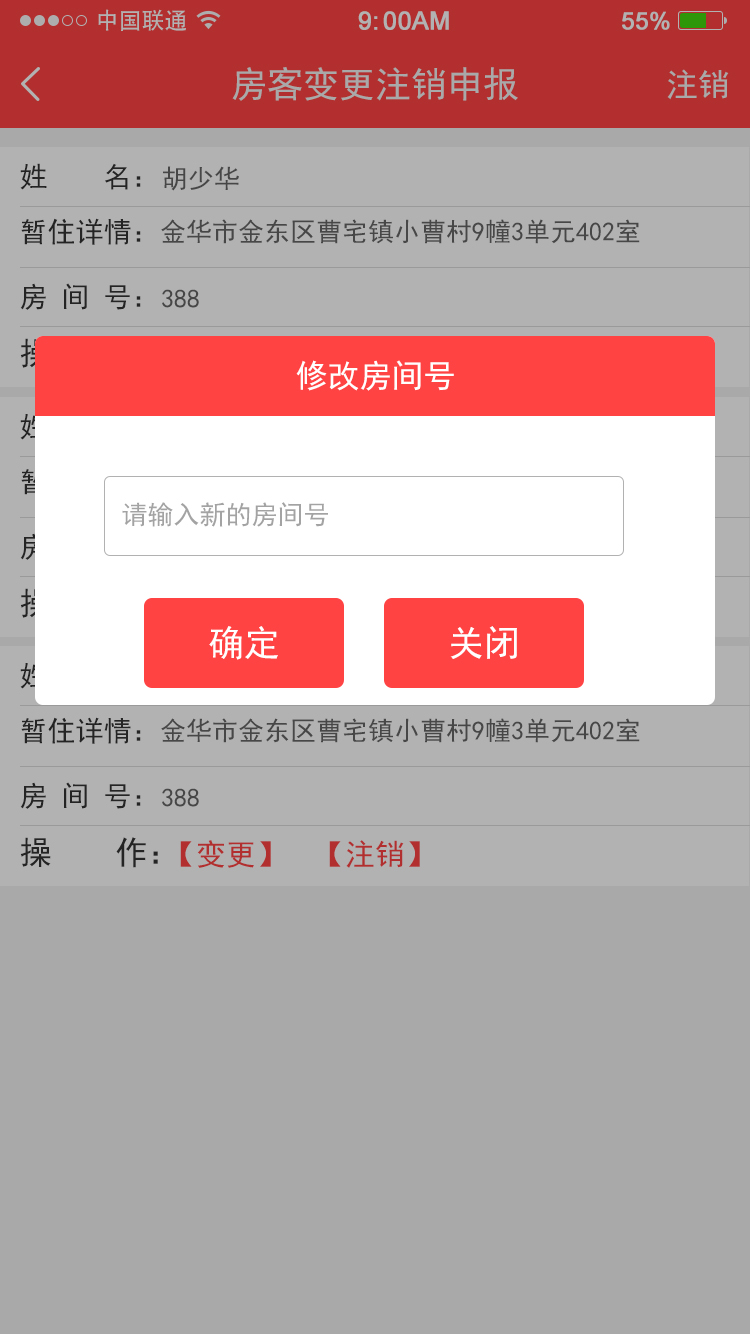 中国联通 9:00AM 55%
房客变更注销申报 注销
姓 名: 胡少华
暂住详情: 金华市金东区曹宅镇小曹村9幢3单元402室
房 间 号: 388
修改房间号
请输入新的房间号
确定 关闭
暂住详情: 金华市金东区曹宅镇小曹村9幢3单元402室
房 间 号: 388
操 作:【变更】 【注销】